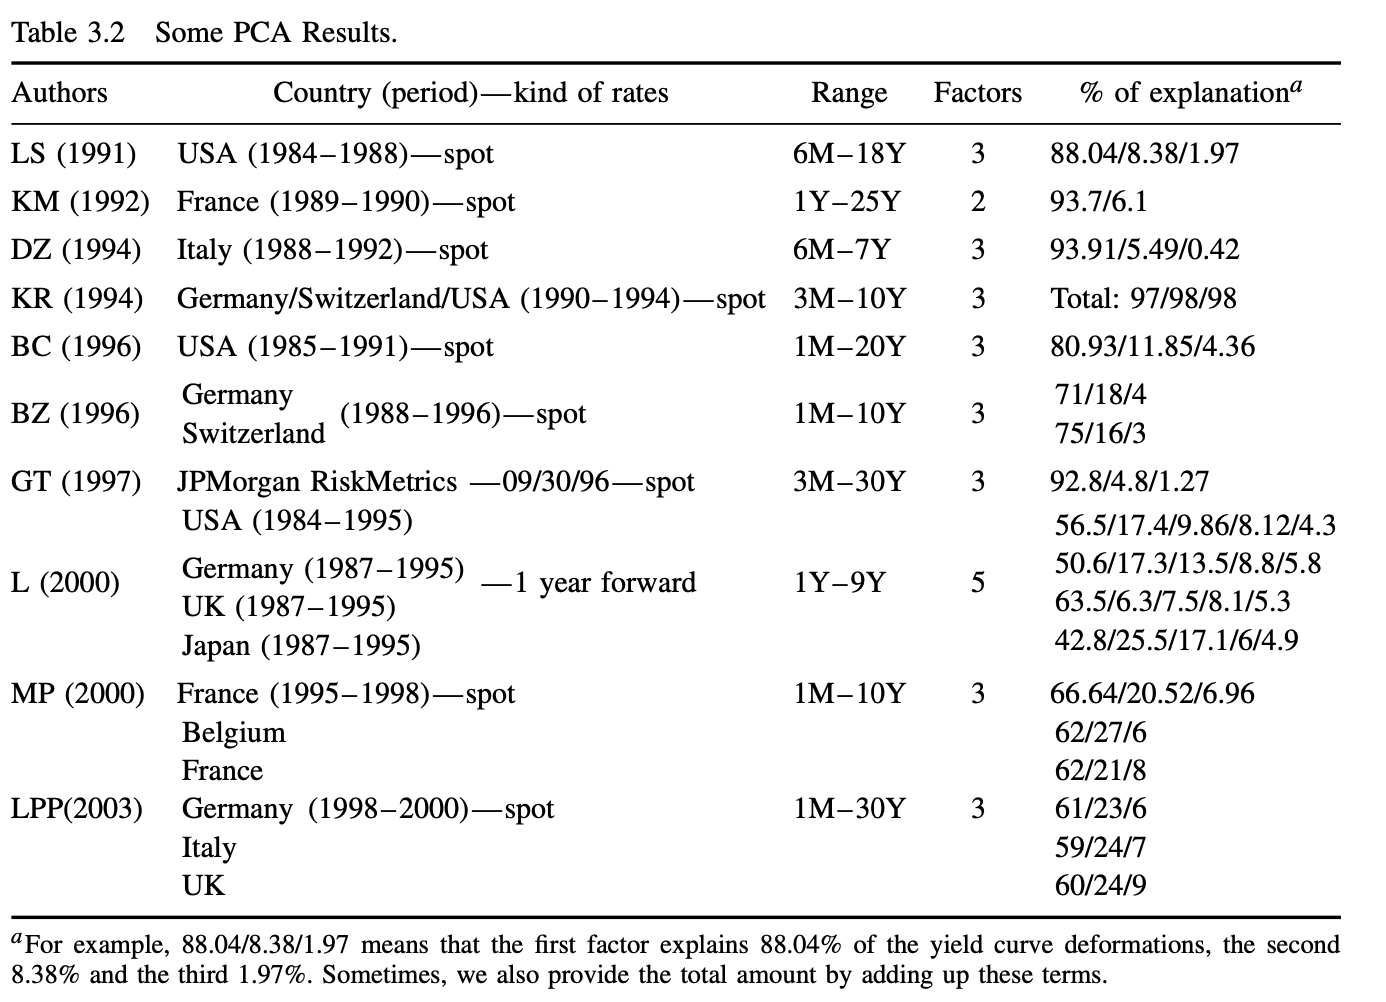 Table 3.2 Some PCA Results.
Authors Country (period)—kind of rates Range Factors % of explanationᵃ
LS (1991) USA (1984–1988)—spot 6M–18Y 3 88.04/8.38/1.97
KM (1992) France (1989–1990)—spot 1Y–25Y 2 93.7/6.1
DZ (1994) Italy (1988–1992)—spot 6M–7Y 3 93.91/5.49/0.42
KR (1994) Germany/Switzerland/USA (1990–1994)—spot 3M–10Y 3 Total: 97/98/98
BC (1996) USA (1985–1991)—spot 1M–20Y 3 80.93/11.85/4.36
Germany 71/18/4
BZ (1996) (1988–1996)—spot 1M–10Y 3
Switzerland 75/16/3
GT (1997) JPMorgan RiskMetrics —09/30/96—spot 3M–30Y 3 92.8/4.8/1.27
USA (1984–1995) 56.5/17.4/9.86/8.12/4.3
Germany (1987–1995) 50.6/17.3/13.5/8.8/5.8
L (2000) —1 year forward 1Y–9Y 5
UK (1987–1995) 63.5/6.3/7.5/8.1/5.3
Japan (1987–1995) 42.8/25.5/17.1/6/4.9
MP (2000) France (1995–1998)—spot 1M–10Y 3 66.64/20.52/6.96
Belgium 62/27/6
France 62/21/8
LPP(2003) Germany (1998–2000)—spot 1M–30Y 3 61/23/6
Italy 59/24/7
UK 60/24/9
ᵃFor example, 88.04/8.38/1.97 means that the first factor explains 88.04% of the yield curve deformations, the second
8.38% and the third 1.97%. Sometimes, we also provide the total amount by adding up these terms.